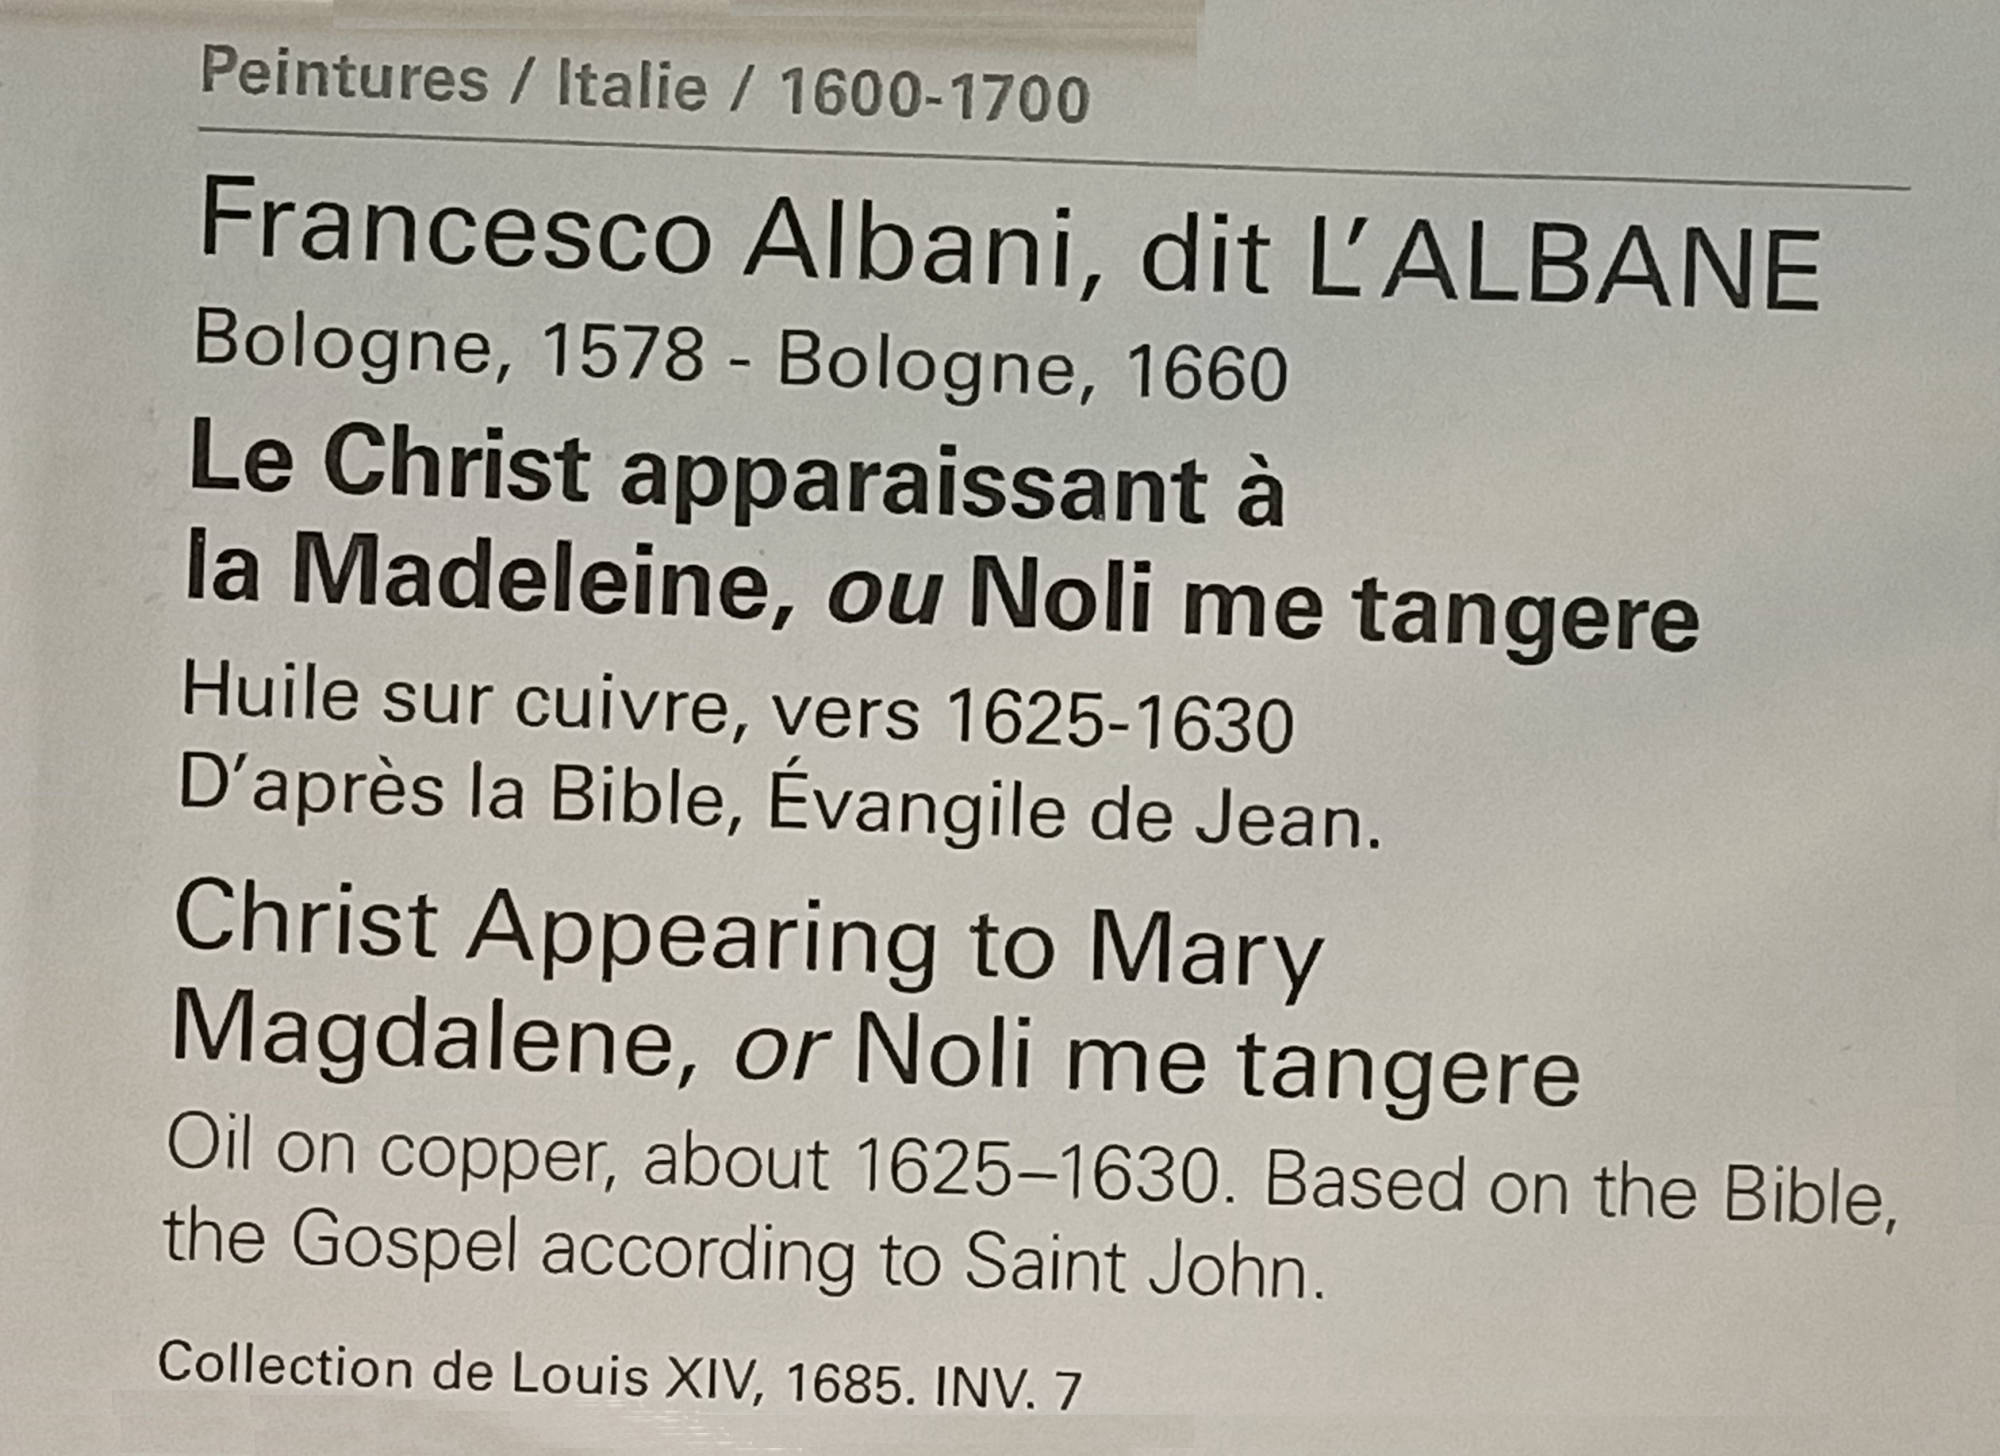 Peintures / Italie / 1600-1700
Francesco Albani, dit L'ALBANE
Bologne, 1578 - Bologne, 1660
Le Christ apparaissant à
la Madeleine, ou Noli me tangere
Huile sur cuivre, vers 1625-1630
D'après la Bible, Évangile de Jean.
Christ Appearing to Mary
Magdalene, or Noli me tangere
Oil on copper, about 1625–1630. Based on the Bible,
the Gospel according to Saint John.
Collection de Louis XIV, 1685. INV. 7